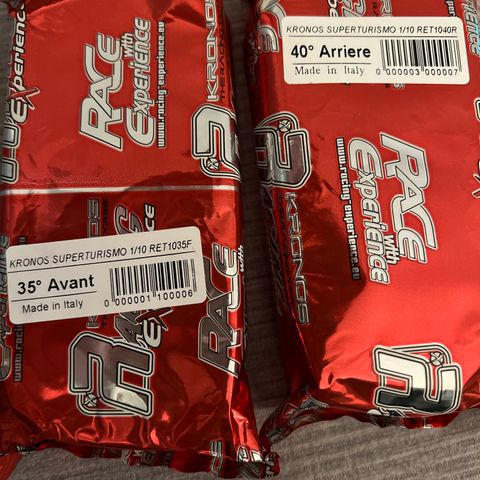 RACE
with
Experience
www.racing-experience.eu
KRONOS
KRONOS SUPERTURISMO 1/10 RET1035F
35° Avant
Made in Italy
0 000001 100006
KRONOS SUPERTURISMO 1/10 RET1040R
40° Arriere
Made in Italy
0 000003 000007
RACE
with
Experience
www.racing-experience.eu
KRONOS
RACE
with